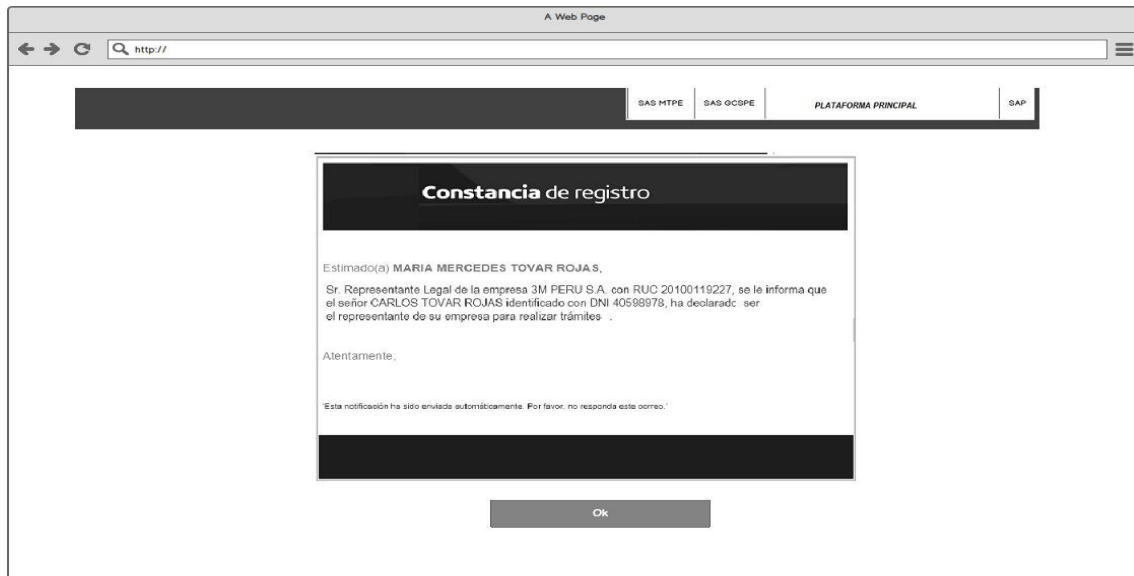 A Web Page
http://
SAS MTPE SAS GCSPE PLATAFORMA PRINCIPAL SAP
Constancia de registro
Estimado(a) MARIA MERCEDES TOVAR ROJAS,
Sr. Representante Legal de la empresa 3M PERU S.A. con RUC 20100119227, se le informa que
el señor CARLOS TOVAR ROJAS identificado con DNI 40598978, ha declaradc ser
el representante de su empresa para realizar trámites .
Atentamente,
'Esta notificación ha sido enviada automáticamente. Por favor, no responda este correo.'
Ok